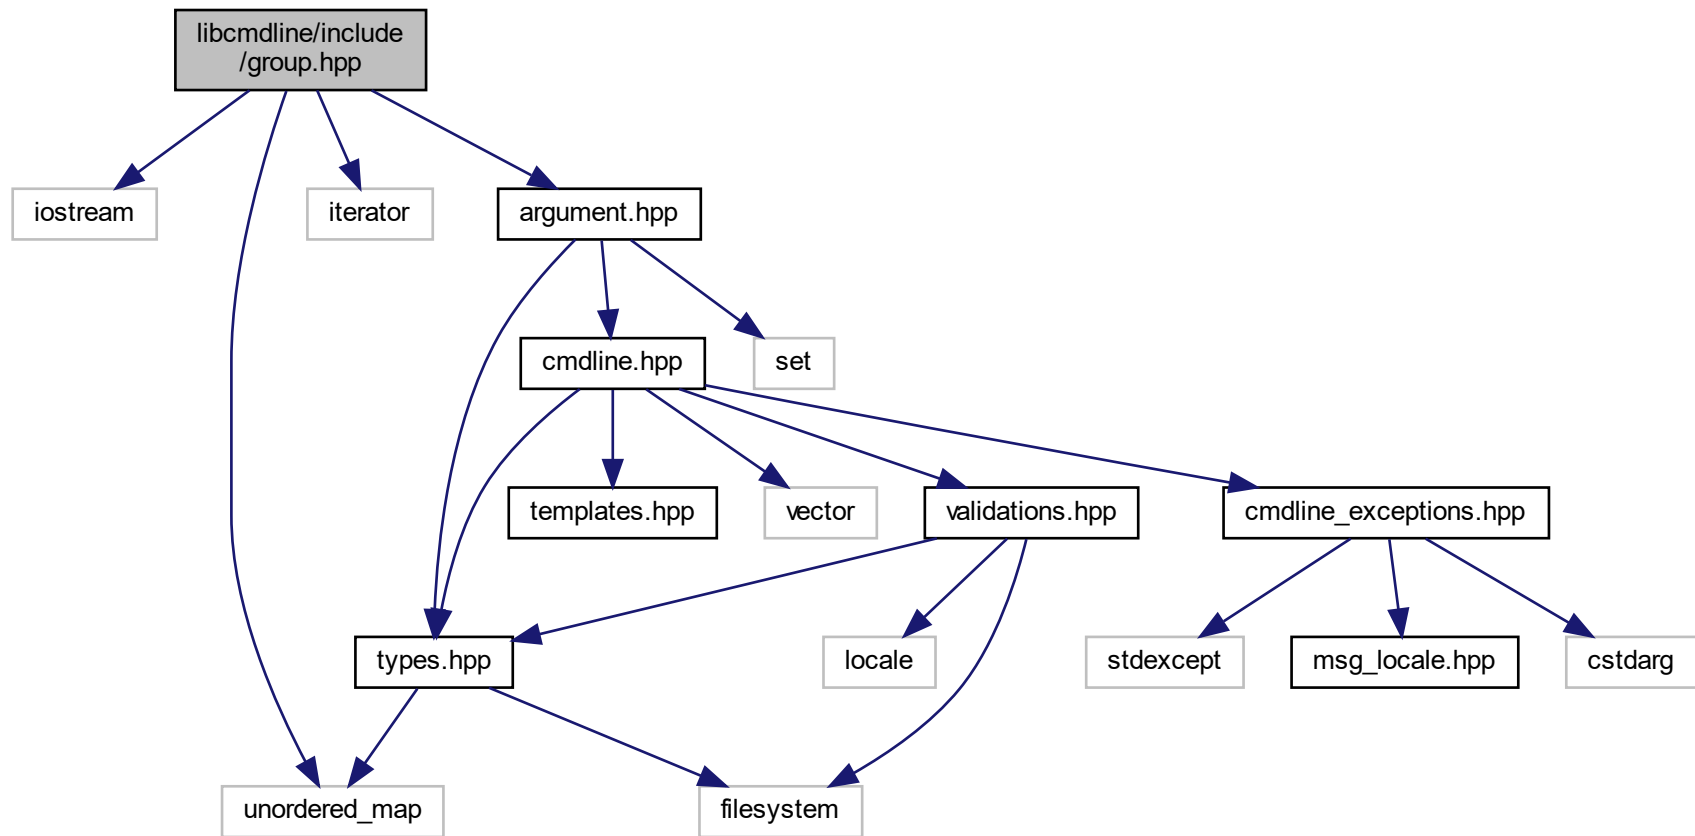 libcmdline/include
/group.hpp
iostream
iterator
argument.hpp
cmdline.hpp
set
templates.hpp
vector
validations.hpp
cmdline_exceptions.hpp
types.hpp
locale
stdexcept
msg_locale.hpp
cstdarg
unordered_map
filesystem